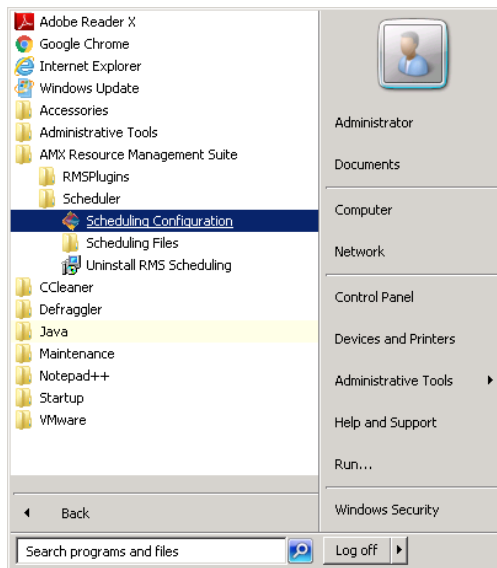 Adobe Reader X
Google Chrome
Internet Explorer
Windows Update
Accessories
Administrative Tools
AMX Resource Management Suite
RMSPlugins
Scheduler
Scheduling Configuration
Scheduling Files
Uninstall RMS Scheduling
CCleaner
Defraggler
Java
Maintenance
Notepad++
Startup
VMware
Back
Search programs and files
Administrator
Documents
Computer
Network
Control Panel
Devices and Printers
Administrative Tools
Help and Support
Run...
Windows Security
Log off